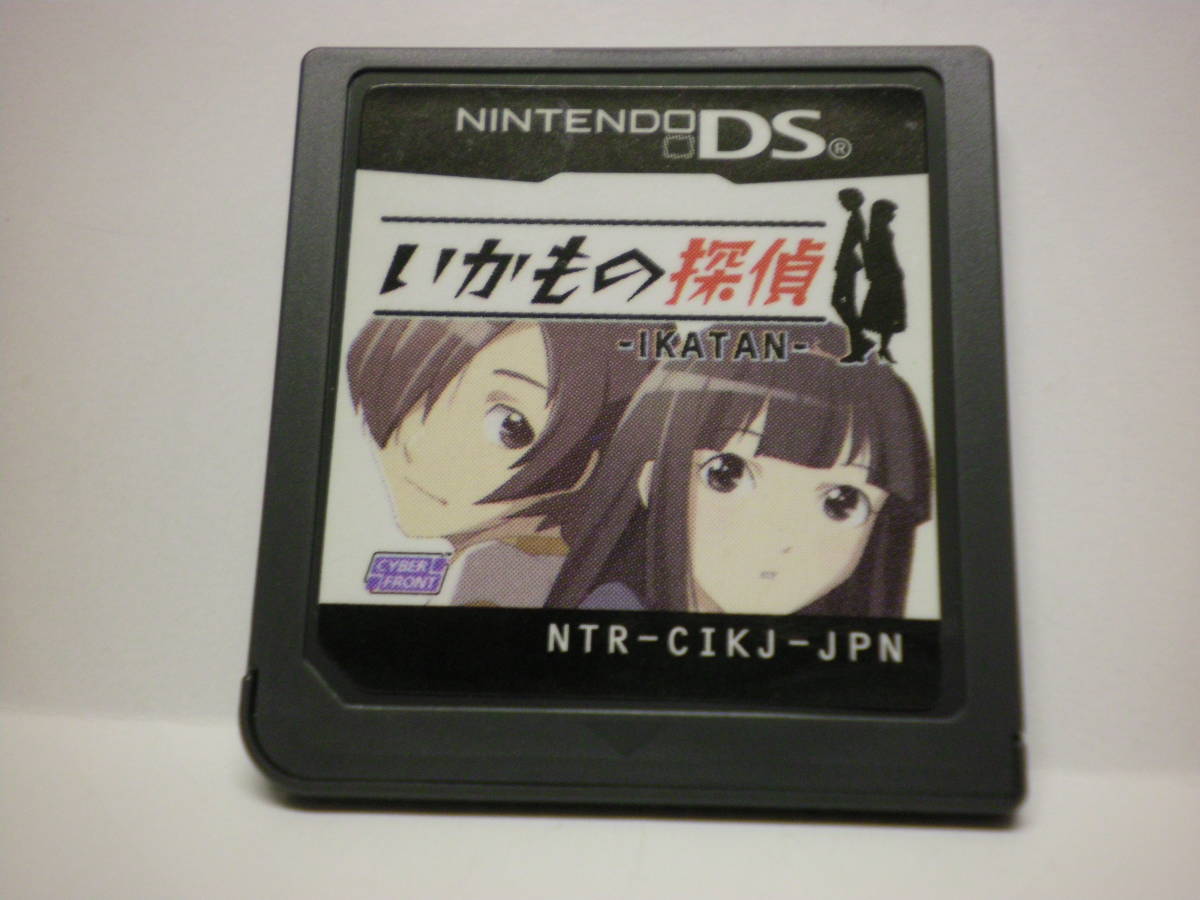 NINTENDO DS®
いかもの探偵
-IKATAN-
CYBER
FRONT
NTR-CIKJ-JPN